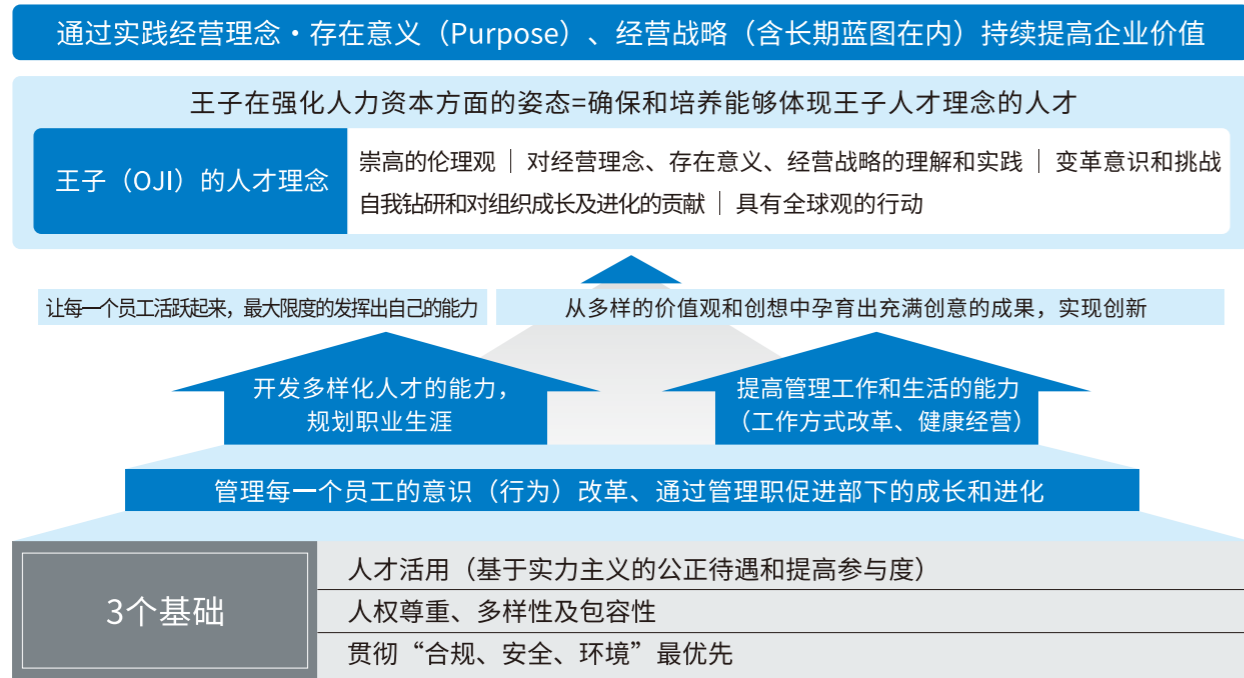 通过实践经营理念・存在意义（Purpose）、经营战略（含长期蓝图在内）持续提高企业价值
王子在强化人力资本方面的姿态=确保和培养能够体现王子人才理念的人才
王子（OJI）的人才理念
崇高的伦理观｜对经营理念、存在意义、经营战略的理解和实践｜变革意识和挑战
自我钻研和对组织成长及进化的贡献｜具有全球观的行动
让每一个员工活跃起来，最大限度的发挥出自己的能力
从多样的价值观和创想中孕育出充满创意的成果，实现创新
开发多样化人才的能力，
规划职业生涯
提高管理工作和生活的能力
（工作方式改革、健康经营）
管理每一个员工的意识（行为）改革、通过管理职促进部下的成长和进化
3个基础
人才活用（基于实力主义的公正待遇和提高参与度）
人权尊重、多样性及包容性
贯彻“合规、安全、环境”最优先